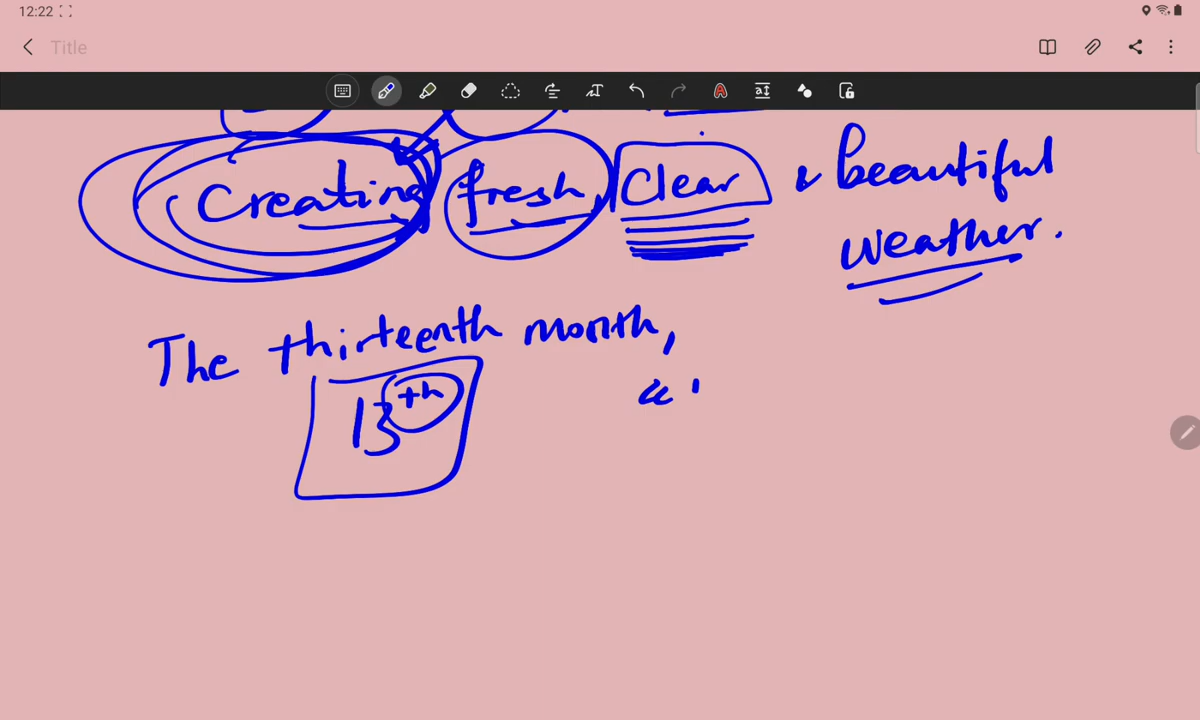 12:22
Title
Creating fresh, Clear & beautiful
weather.
The thirteenth month,
13th
"